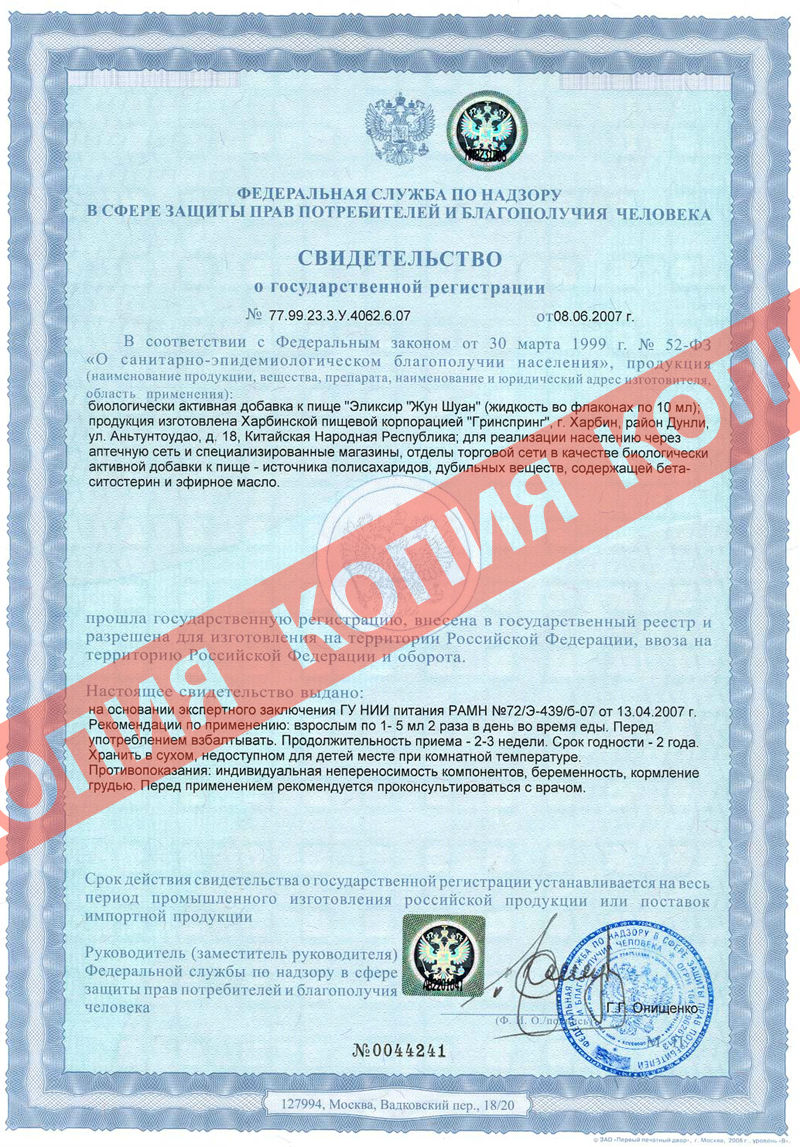 ФЕДЕРАЛЬНАЯ СЛУЖБА ПО НАДЗОРУ
В СФЕРЕ ЗАЩИТЫ ПРАВ ПОТРЕБИТЕЛЕЙ И БЛАГОПОЛУЧИЯ ЧЕЛОВЕКА
СВИДЕТЕЛЬСТВО
о государственной регистрации
№ 77.99.23.3.У.4062.6.07 от08.06.2007 г.
В соответствии с Федеральным законом от 30 марта 1999 г. № 52-ФЗ
«О санитарно-эпидемиологическом благополучии населения», продукция
(наименование продукции, вещества, препарата, наименование и юридический адрес изготовителя,
область применения):
биологически активная добавка к пище "Эликсир "Жун Шуан" (жидкость во флаконах по 10 мл);
продукция изготовлена Харбинской пищевой корпорацией "Гринспринг", г. Харбин, район Дунли,
ул. Аньтунтоудао, д. 18, Китайская Народная Республика; для реализации населению через
аптечную сеть и специализированные магазины, отделы торговой сети в качестве биологически
активной добавки к пище - источника полисахаридов, дубильных веществ, содержащей бета-
ситостерин и эфирное масло.
КОПИЯ КОПИЯ КОПИ
прошла государственную регистрацию, внесена в государственный реестр и
разрешена для изготовления на территории Российской Федерации, ввоза на
территорию Российской Федерации и оборота.
Настоящее свидетельство выдано:
на основании экспертного заключения ГУ НИИ питания РАМН №72/Э-439/б-07 от 13.04.2007 г.
Рекомендации по применению: взрослым по 1- 5 мл 2 раза в день во время еды. Перед
употреблением взбалтывать. Продолжительность приема - 2-3 недели. Срок годности - 2 года.
Хранить в сухом, недоступном для детей месте при комнатной температуре.
Противопоказания: индивидуальная непереносимость компонентов, беременность, кормление
грудью. Перед применением рекомендуется проконсультироваться с врачом.
Срок действия свидетельства о государственной регистрации устанавливается на весь
период промышленного изготовления российской продукции или поставок
импортной продукции
Руководитель (заместитель руководителя)
Федеральной службы по надзору в сфере
защиты прав потребителей и благополучия
человека
Г.Г. Онищенко
(Ф. И. О./подпись)
№0044241
127994, Москва, Вадковский пер., 18/20
© ЗАО «Первый печатный двор», г. Москва, 2006 г., уровень «В»